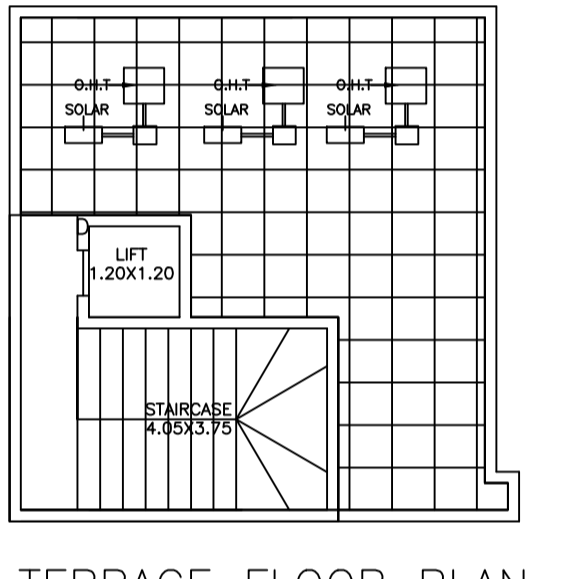 O.H.T O.H.T O.H.T
SOLAR SOLAR SOLAR
LIFT
1.20X1.20
STAIRCASE
4.05X3.75
TERRACE FLOOR PLAN